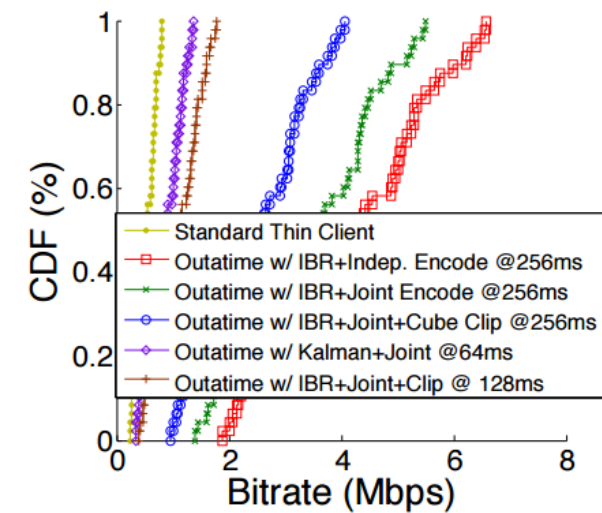 1
0.8
0.6
0.4
0.2
0
CDF (%)
Standard Thin Client
Outatime w/ IBR+Indep. Encode @256ms
Outatime w/ IBR+Joint Encode @256ms
Outatime w/ IBR+Joint+Cube Clip @256ms
Outatime w/ Kalman+Joint @64ms
Outatime w/ IBR+Joint+Clip @ 128ms
0 2 4 6 8
Bitrate (Mbps)